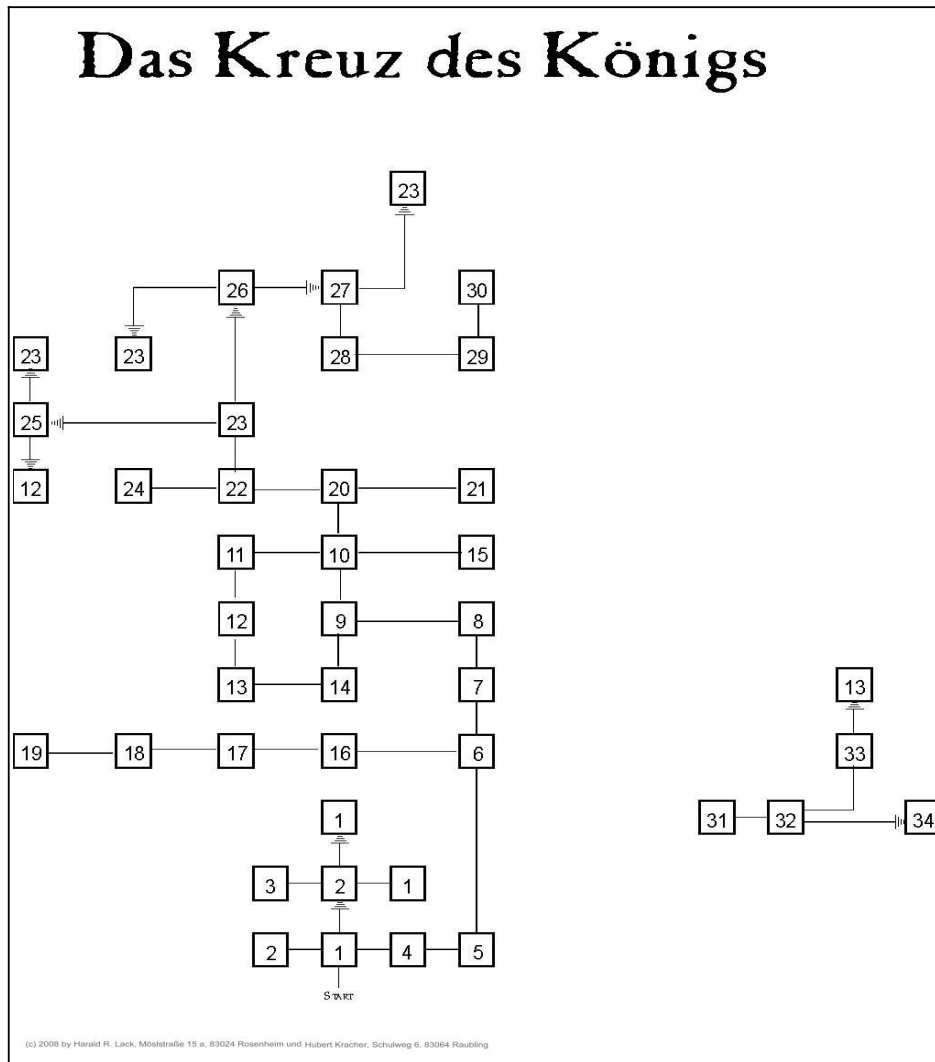 Das Kreuz des Königs
23
26 27 30
23 23 28 29
25 23
12 24 22 20 21
11 10 15
12 9 8
13 14 7 13
19 18 17 16 6 33
1 31 32 34
3 2 1
2 1 4 5
START
(c) 2008 by Harald R. Lack, Möslstraße 15 a, 83024 Rosenheim und Hubert Kracher, Schulweg 6, 83064 Raubling